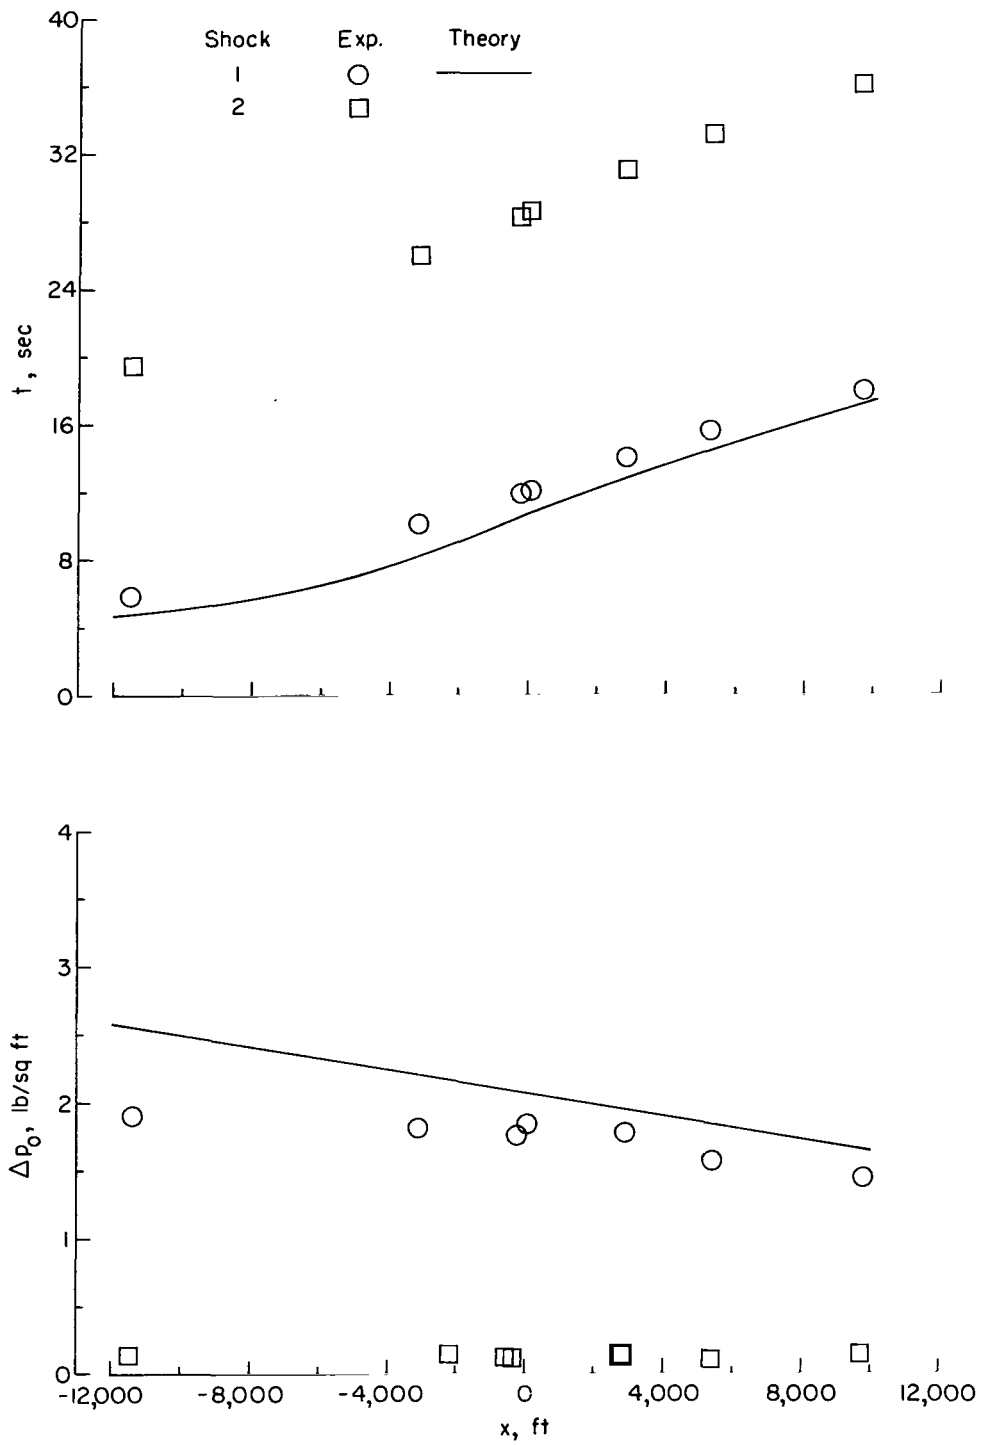 40
Shock Exp. Theory
1
2
32
24
t, sec
16
8
0
4
3
Δp₀, lb/sq ft
2
1
0
-12,000 -8,000 -4,000 0 4,000 8,000 12,000
x, ft